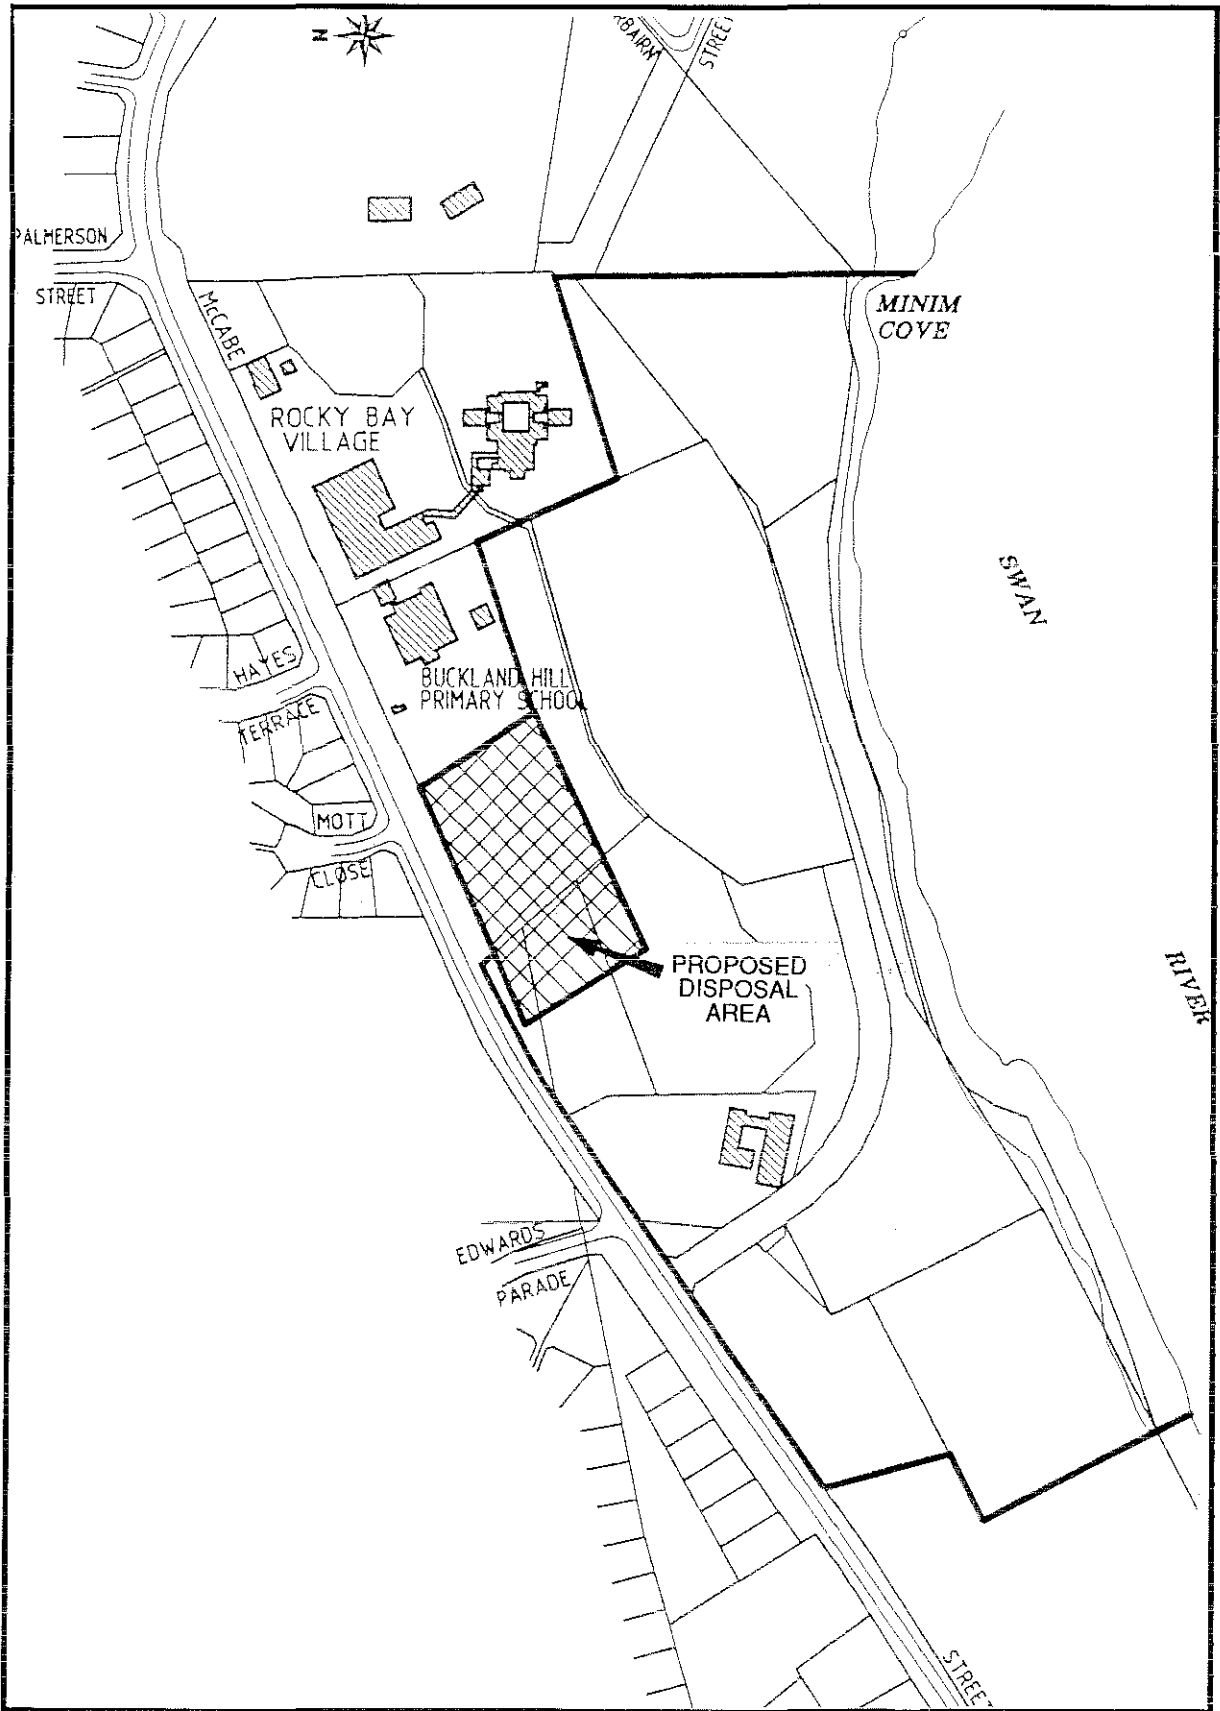 N
STREET
PALMERSON
STREET
McCABE
MINIM
COVE
ROCKY BAY
VILLAGE
SWAN
HAYES
TERRACE
BUCKLAND HILL
PRIMARY SCHOOL
MOTT
CLOSE
PROPOSED
DISPOSAL
AREA
RIVER
EDWARDS
PARADE
STREET